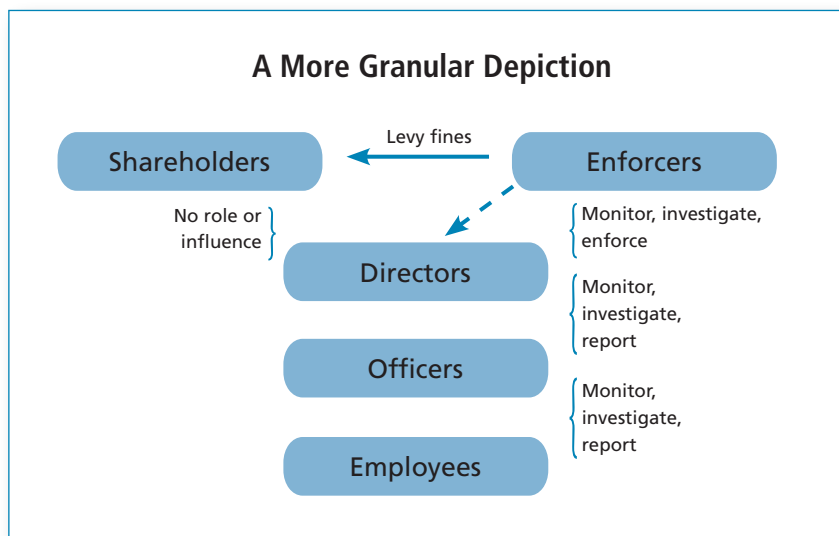 A More Granular Depiction
Levy fines
Shareholders
Enforcers
No role or
influence
Monitor, investigate,
enforce
Directors
Monitor,
investigate,
report
Officers
Monitor,
investigate,
report
Employees